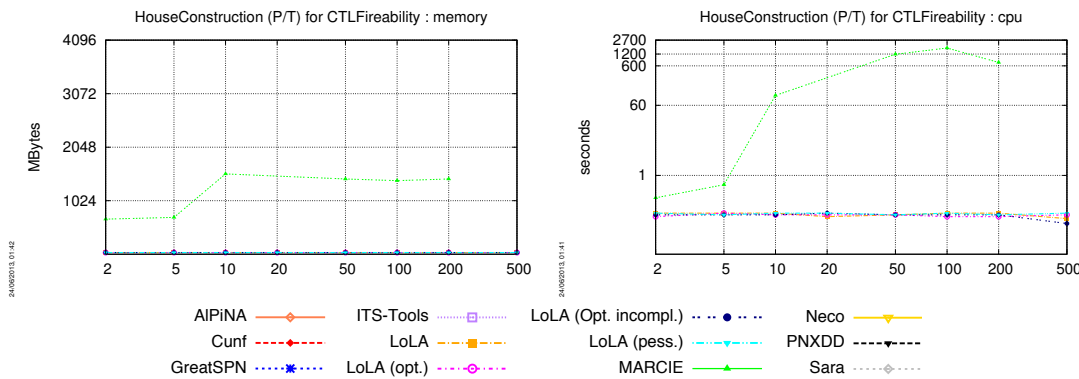 HouseConstruction (P/T) for CTLFireability : memory
4096
3072
2048
1024
MBytes
2 5 10 20 50 100 200 500
24/06/2013, 01:42
HouseConstruction (P/T) for CTLFireability : cpu
2700
1200
600
60
1
seconds
2 5 10 20 50 100 200 500
24/06/2013, 01:41
AlPiNA ITS-Tools LoLA (Opt. incompl.) Neco
Cunf LoLA LoLA (pess.) PNXDD
GreatSPN LoLA (opt.) MARCIE Sara